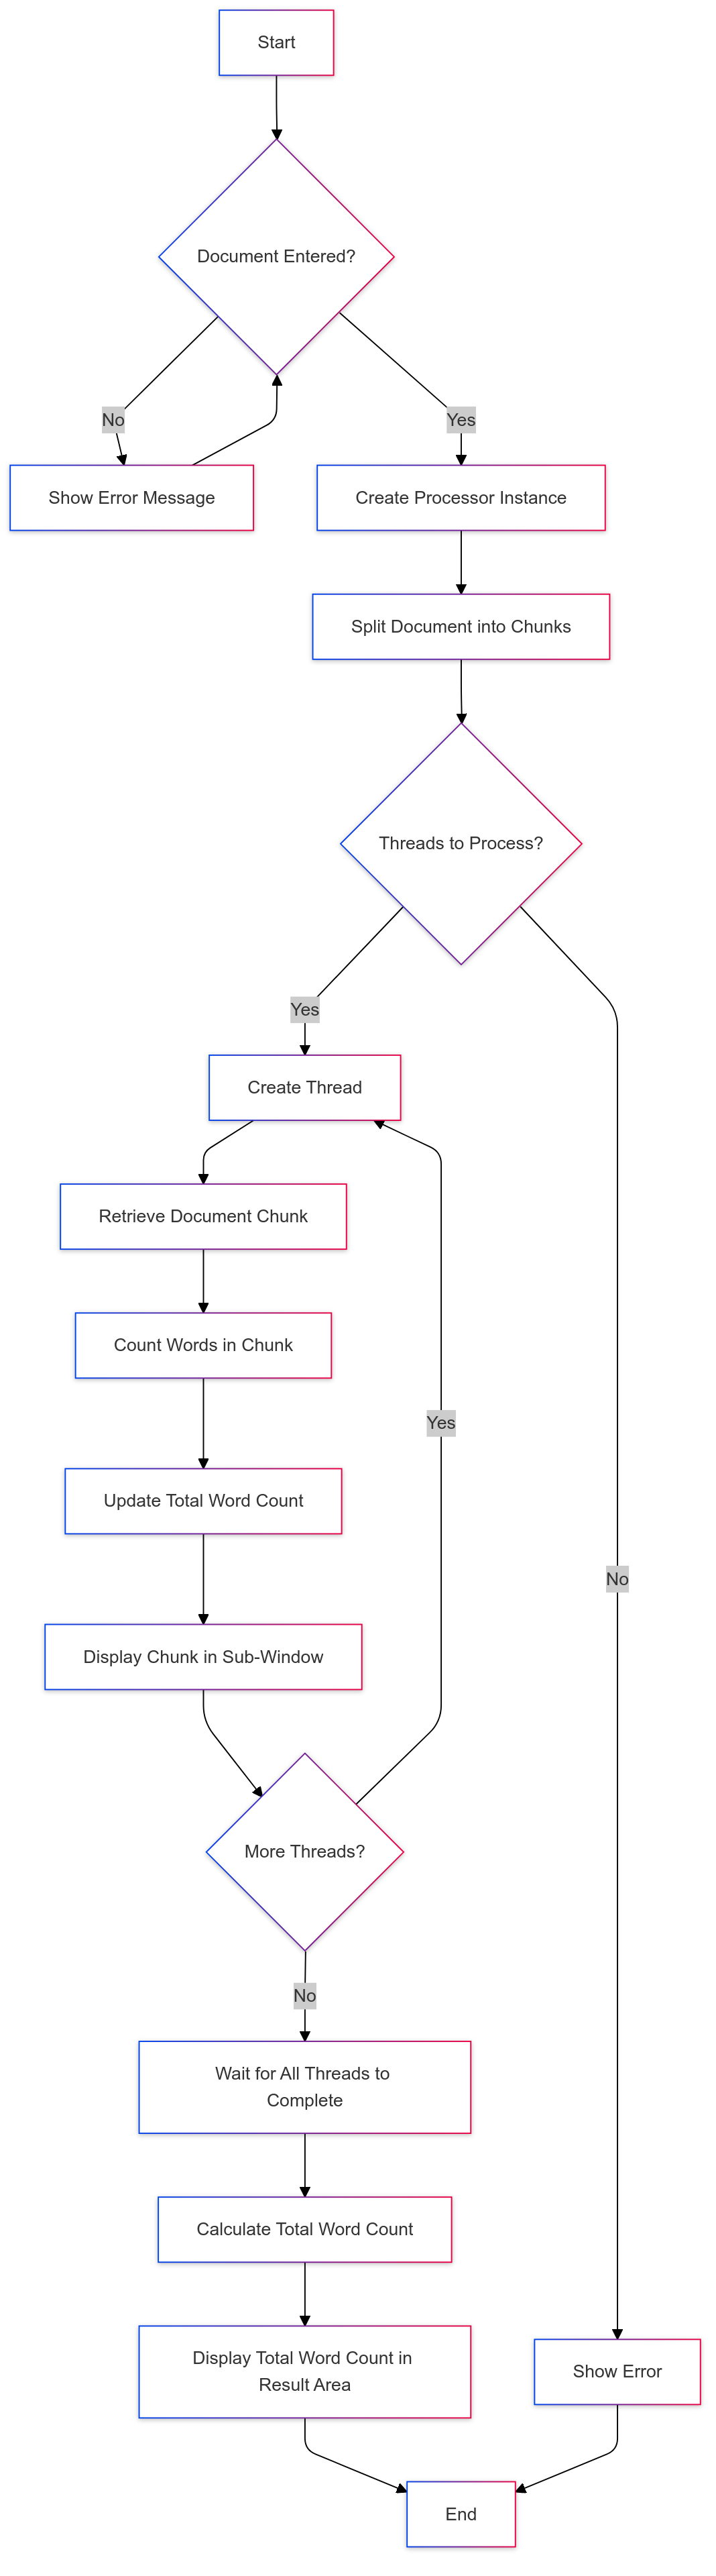 Start
Document Entered?
No
Yes
Show Error Message
Create Processor Instance
Split Document into Chunks
Threads to Process?
Yes
Create Thread
Retrieve Document Chunk
Count Words in Chunk
Yes
Update Total Word Count
No
Display Chunk in Sub-Window
More Threads?
No
Wait for All Threads to
Complete
Calculate Total Word Count
Display Total Word Count in
Result Area
Show Error
End